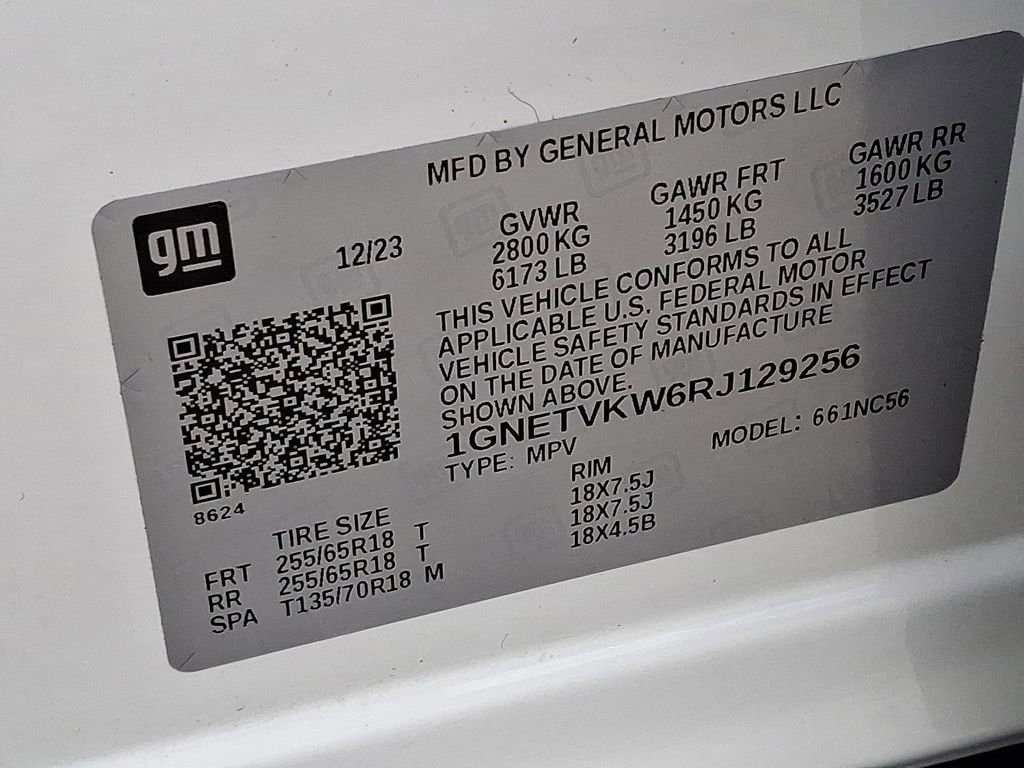 MFD BY GENERAL MOTORS LLC
gm
12/23
GVWR GAWR FRT GAWR RR
2800 KG 1450 KG 1600 KG
6173 LB 3196 LB 3527 LB
THIS VEHICLE CONFORMS TO ALL
APPLICABLE U.S. FEDERAL MOTOR
VEHICLE SAFETY STANDARDS IN EFFECT
ON THE DATE OF MANUFACTURE
SHOWN ABOVE.
1GNETVKW6RJ129256
TYPE: MPV MODEL: 661NC56
8624
TIRE SIZE RIM
FRT 255/65R18 T 18X7.5J
RR 255/65R18 T 18X7.5J
SPA T135/70R18 M 18X4.5B